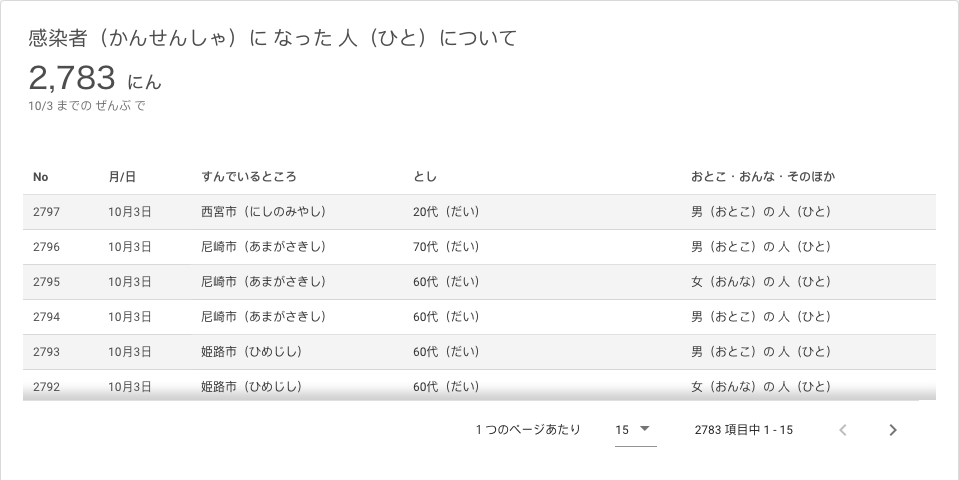 感染者（かんせんしゃ）に なった 人（ひと）について
2,783 にん
10/3 までの ぜんぶ で
No 月/日 すんでいるところ とし おとこ・おんな・そのほか
2797 10月3日 西宮市（にしのみやし） 20代（だい） 男（おとこ）の 人（ひと）
2796 10月3日 尼崎市（あまがさきし） 70代（だい） 男（おとこ）の 人（ひと）
2795 10月3日 尼崎市（あまがさきし） 60代（だい） 女（おんな）の 人（ひと）
2794 10月3日 尼崎市（あまがさきし） 60代（だい） 男（おとこ）の 人（ひと）
2793 10月3日 姫路市（ひめじし） 60代（だい） 男（おとこ）の 人（ひと）
2792 10月3日 姫路市（ひめじし） 60代（だい） 女（おんな）の 人（ひと）
1 つのページあたり 15 2783 項目中 1 - 15